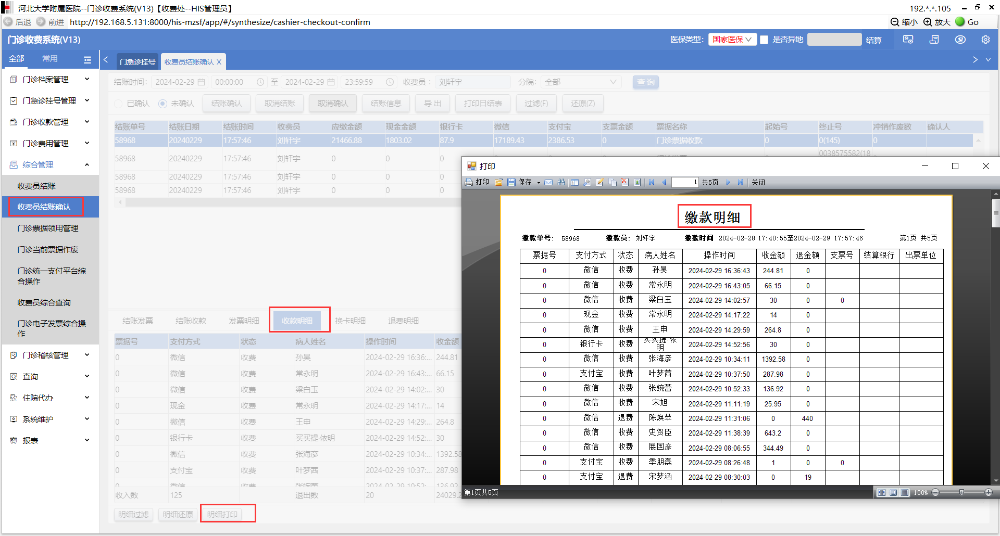 河北大学附属医院--门诊收费系统(V13)【收费处--HIS管理员】
192.*.*.105
后退 前进 http://192.168.5.131:8000/his-mzsf/app/#/synthesize/cashier-checkout-confirm 缩小 放大 Go
门诊收费系统(V13) 医保类型: 国家医保 是否异地 结算
全部 常用
门急诊挂号 收费员结账确认 X
门诊档案管理
门急诊挂号管理
门诊收款管理
门诊费用管理
综合管理
收费员结账
收费员结账确认
门诊票据领用管理
门诊当前票据作废
门诊统一支付平台综
合操作
收费员综合查询
门诊电子发票综合操
作
门诊稽核管理
查询
住院代办
系统维护
报表
结账时间: 2024-02-29 00:00:00 至 2024-02-29 23:59:59 收费员: 刘轩宇 分院: 全部 查 询
已确认 未确认 结账确认 取消结账 取消确认 结账信息 导 出 打印日结表 过滤(F) 还原(Z)
结账单号 结账日期 结账时间 收费员 应缴金额 现金金额 银行卡 微信 支付宝 支票金额 票据名称 起始号 终止号 冲销作废数 确认人
58968 20240229 17:57:46 刘轩宇 21466.88 1803.02 87.9 17189.43 2386.53 0 门诊票据收款 0 0(145) 0
58968 20240229 17:57:46 刘轩宇 0 0 0 0038575582(18
58968 20240229 17:57:46 刘轩宇 0 0 0
58968 20240229 17:57:46 刘轩宇 0 0 0
结账发票 结账收款 发票明细 收款明细 换卡明细 退费明细
票据号 支付方式 状态 病人姓名 操作时间 收金额
0 微信 收费 孙昊 2024-02-29 16:36:... 244.81
0 微信 收费 常永明 2024-02-29 16:43:... 66.15
0 微信 收费 梁白玉 2024-02-29 14:02:... 30
0 现金 收费 常永明 2024-02-29 14:17:... 14
0 微信 收费 王申 2024-02-29 14:29:... 264.8
0 银行卡 收费 买买提·依明 2024-02-29 14:52:... 30
0 微信 收费 张海彦 2024-02-29 10:34:... 1392.58
0 支付宝 收费 叶梦茜 2024-02-29 10:37:... 287.98
0 微信 收费 张婉蕾 2024-02-29 10:52:... 136.92
收入数 125 退出数 20 24029.2
明细过滤 明细还原 明细打印
打印
打印 保存 1 共5页 关闭
缴款明细
缴款单号: 58968 缴款员: 刘轩宇 缴款时间 2024-02-28 17:40:55至2024-02-29 17:57:46 第1页 共5页
票据号 支付方式 状态 病人姓名 操作时间 收金额 退金额 支票号 结算银行 出票单位
0 微信 收费 孙昊 2024-02-29 16:36:43 244.81 0
0 微信 收费 常永明 2024-02-29 16:43:05 66.15 0
0 微信 收费 梁白玉 2024-02-29 14:02:57 30 0 0
0 现金 收费 常永明 2024-02-29 14:17:22 14 0
0 微信 收费 王申 2024-02-29 14:29:59 264.8 0
0 银行卡 收费 买买提·依明 2024-02-29 14:52:56 30 0
0 微信 收费 张海彦 2024-02-29 10:34:11 1392.58 0
0 支付宝 收费 叶梦茜 2024-02-29 10:37:50 287.98 0
0 微信 收费 张婉蕾 2024-02-29 10:52:33 136.92 0
0 微信 收费 宋旭 2024-02-29 11:11:19 25.95 0
0 微信 退费 陈焕苹 2024-02-29 11:31:06 0 440
0 微信 收费 史贺臣 2024-02-29 11:38:39 643.2 0
0 微信 收费 展国彦 2024-02-29 08:06:55 344.49 0
0 支付宝 收费 季朋磊 2024-02-29 08:26:48 1 0 0
0 支付宝 退费 宋梦涵 2024-02-29 08:30:03 0 19
第1页共5页 100%